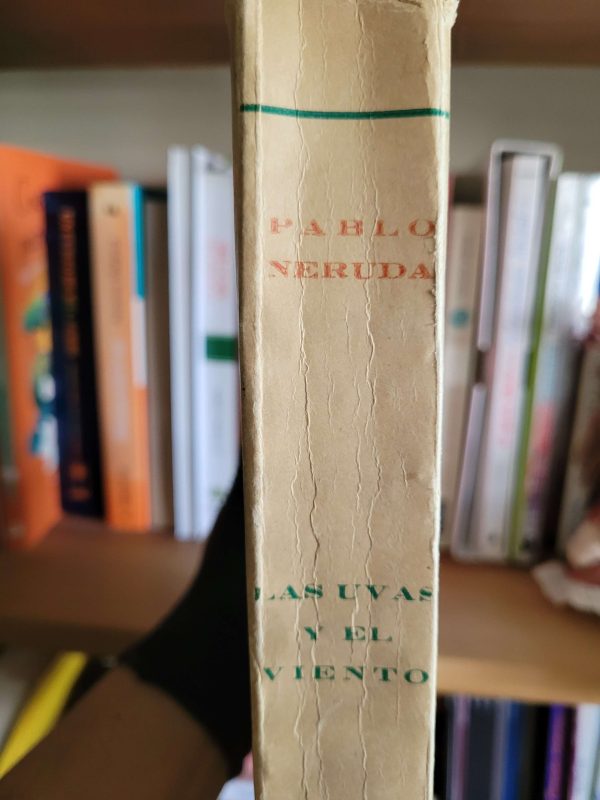 PABLO
NERUDA
LAS UVAS
Y EL
VIENTO